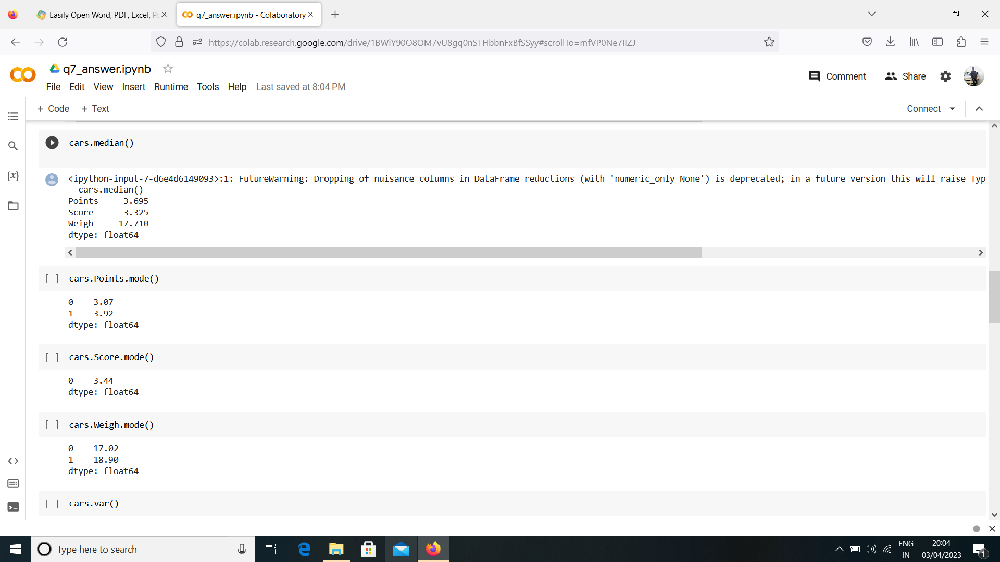 Easily Open Word, PDF, Excel, Po
q7_answer.ipynb - Colaboratory
https://colab.research.google.com/drive/1BWiY90O8OM7vU8gq0nSTHbbnFxBfSSyy#scrollTo=mfVP0Ne7IIZJ
q7_answer.ipynb
File Edit View Insert Runtime Tools Help Last saved at 8:04 PM
Comment Share
+ Code + Text
Connect
cars.median()
<ipython-input-7-d6e4d6149093>:1: FutureWarning: Dropping of nuisance columns in DataFrame reductions (with 'numeric_only=None') is deprecated; in a future version this will raise Typ
cars.median()
Points 3.695
Score 3.325
Weigh 17.710
dtype: float64
[ ] cars.Points.mode()
0 3.07
1 3.92
dtype: float64
[ ] cars.Score.mode()
0 3.44
dtype: float64
[ ] cars.Weigh.mode()
0 17.02
1 18.90
dtype: float64
[ ] cars.var()
{x}
Type here to search
ENG
IN
20:04
03/04/2023
1